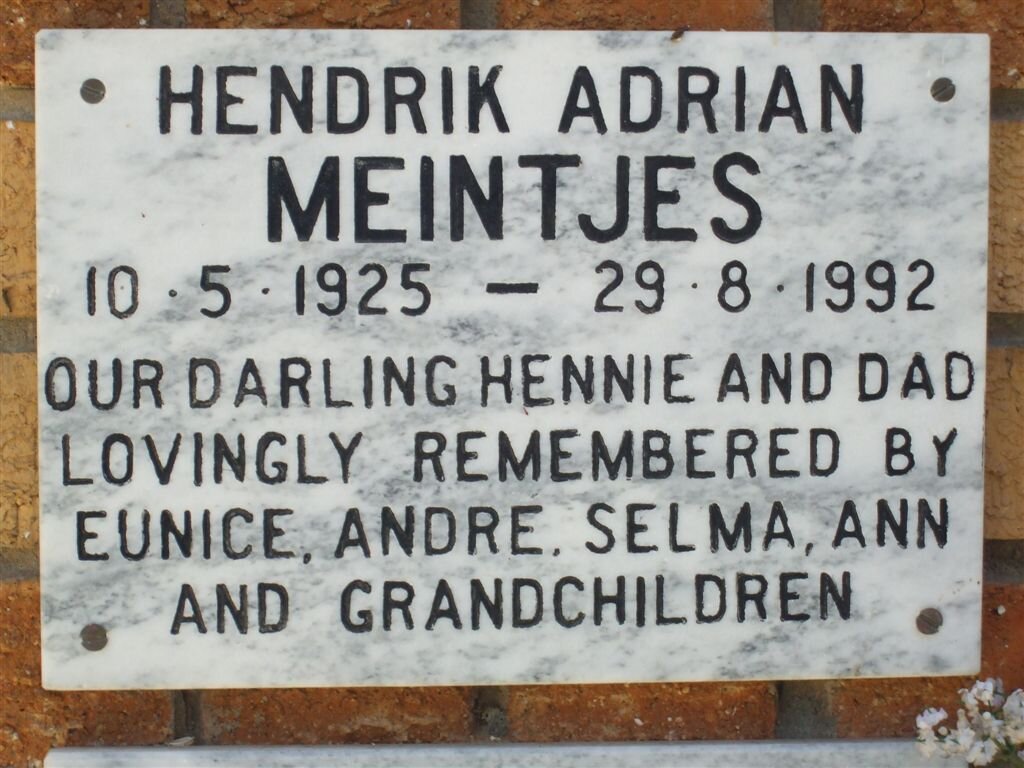 HENDRIK ADRIAN
MEINTJES
10 · 5 · 1925 — 29 · 8 · 1992
OUR DARLING HENNIE AND DAD
LOVINGLY REMEMBERED BY
EUNICE, ANDRE, SELMA, ANN
AND GRANDCHILDREN